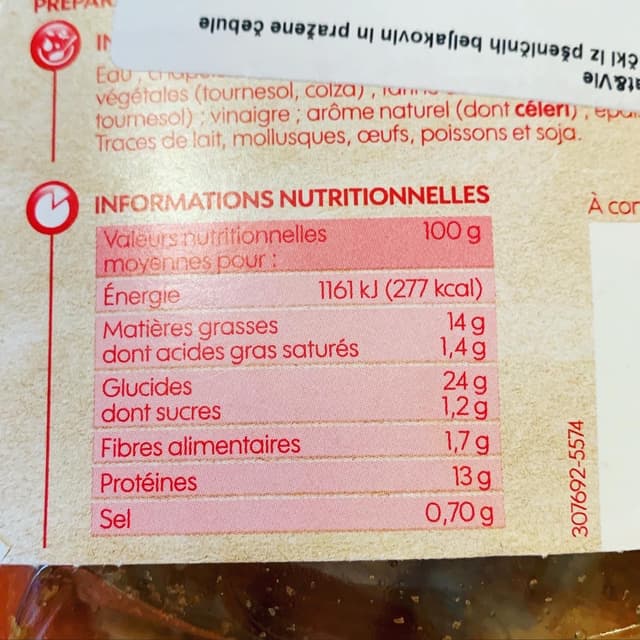 čki iz pšeničnih beljakovin in pražene čebule
at&Vie
Eau
végétales (tournesol, colza)
tournesol) ; vinaigre ; arôme naturel (dont céleri) ;
Traces de lait, mollusques, œufs, poissons et soja.
INFORMATIONS NUTRITIONNELLES
À con
Valeurs nutritionnelles 100 g
moyennes pour :
Énergie 1161 kJ (277 kcal)
Matières grasses 14 g
dont acides gras saturés 1,4 g
Glucides 24 g
dont sucres 1,2 g
Fibres alimentaires 1,7 g
Protéines 13 g
Sel 0,70 g
307692-5574